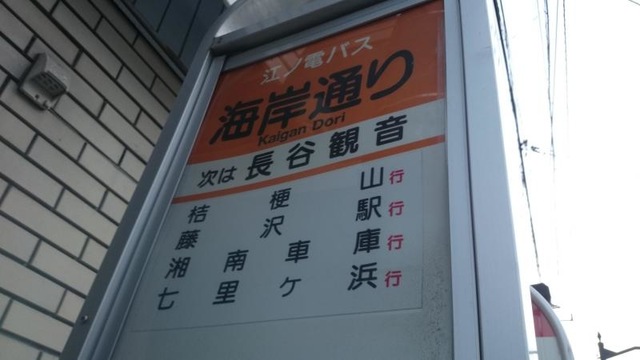 江ノ電バス
海岸通り
Kaigan Dori
次は 長谷観音
桔梗山行
藤沢駅行
湘南車庫行
七里ヶ浜行